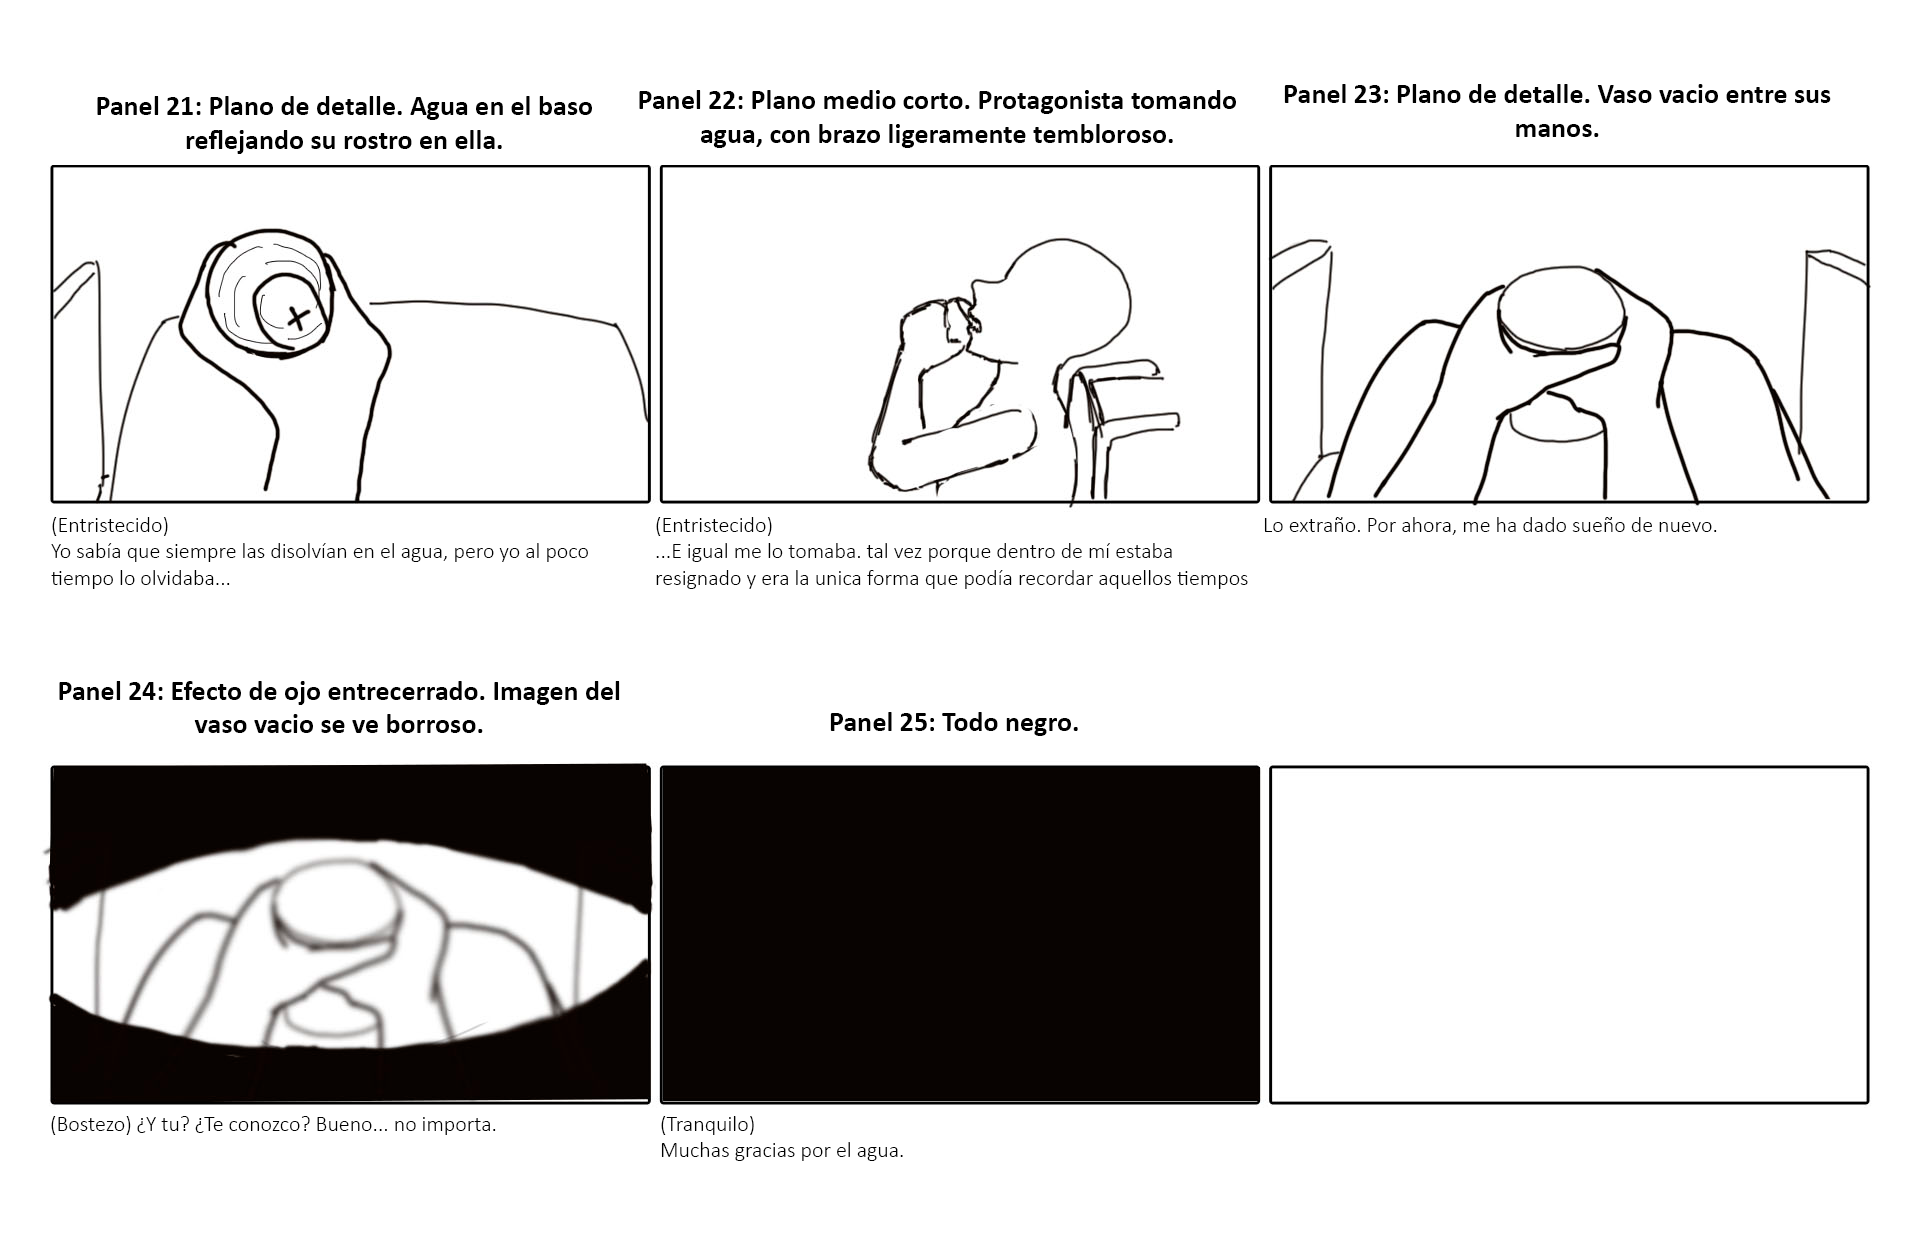 Panel 21: Plano de detalle. Agua en el baso
reflejando su rostro en ella.
Panel 22: Plano medio corto. Protagonista tomando
agua, con brazo ligeramente tembloroso.
Panel 23: Plano de detalle. Vaso vacio entre sus
manos.
(Entristecido)
Yo sabía que siempre las disolvían en el agua, pero yo al poco
tiempo lo olvidaba...
(Entristecido)
...E igual me lo tomaba. tal vez porque dentro de mí estaba
resignado y era la unica forma que podía recordar aquellos tiempos
Lo extraño. Por ahora, me ha dado sueño de nuevo.
Panel 24: Efecto de ojo entrecerrado. Imagen del
vaso vacio se ve borroso.
Panel 25: Todo negro.
(Bostezo) ¿Y tu? ¿Te conozco? Bueno... no importa.
(Tranquilo)
Muchas gracias por el agua.